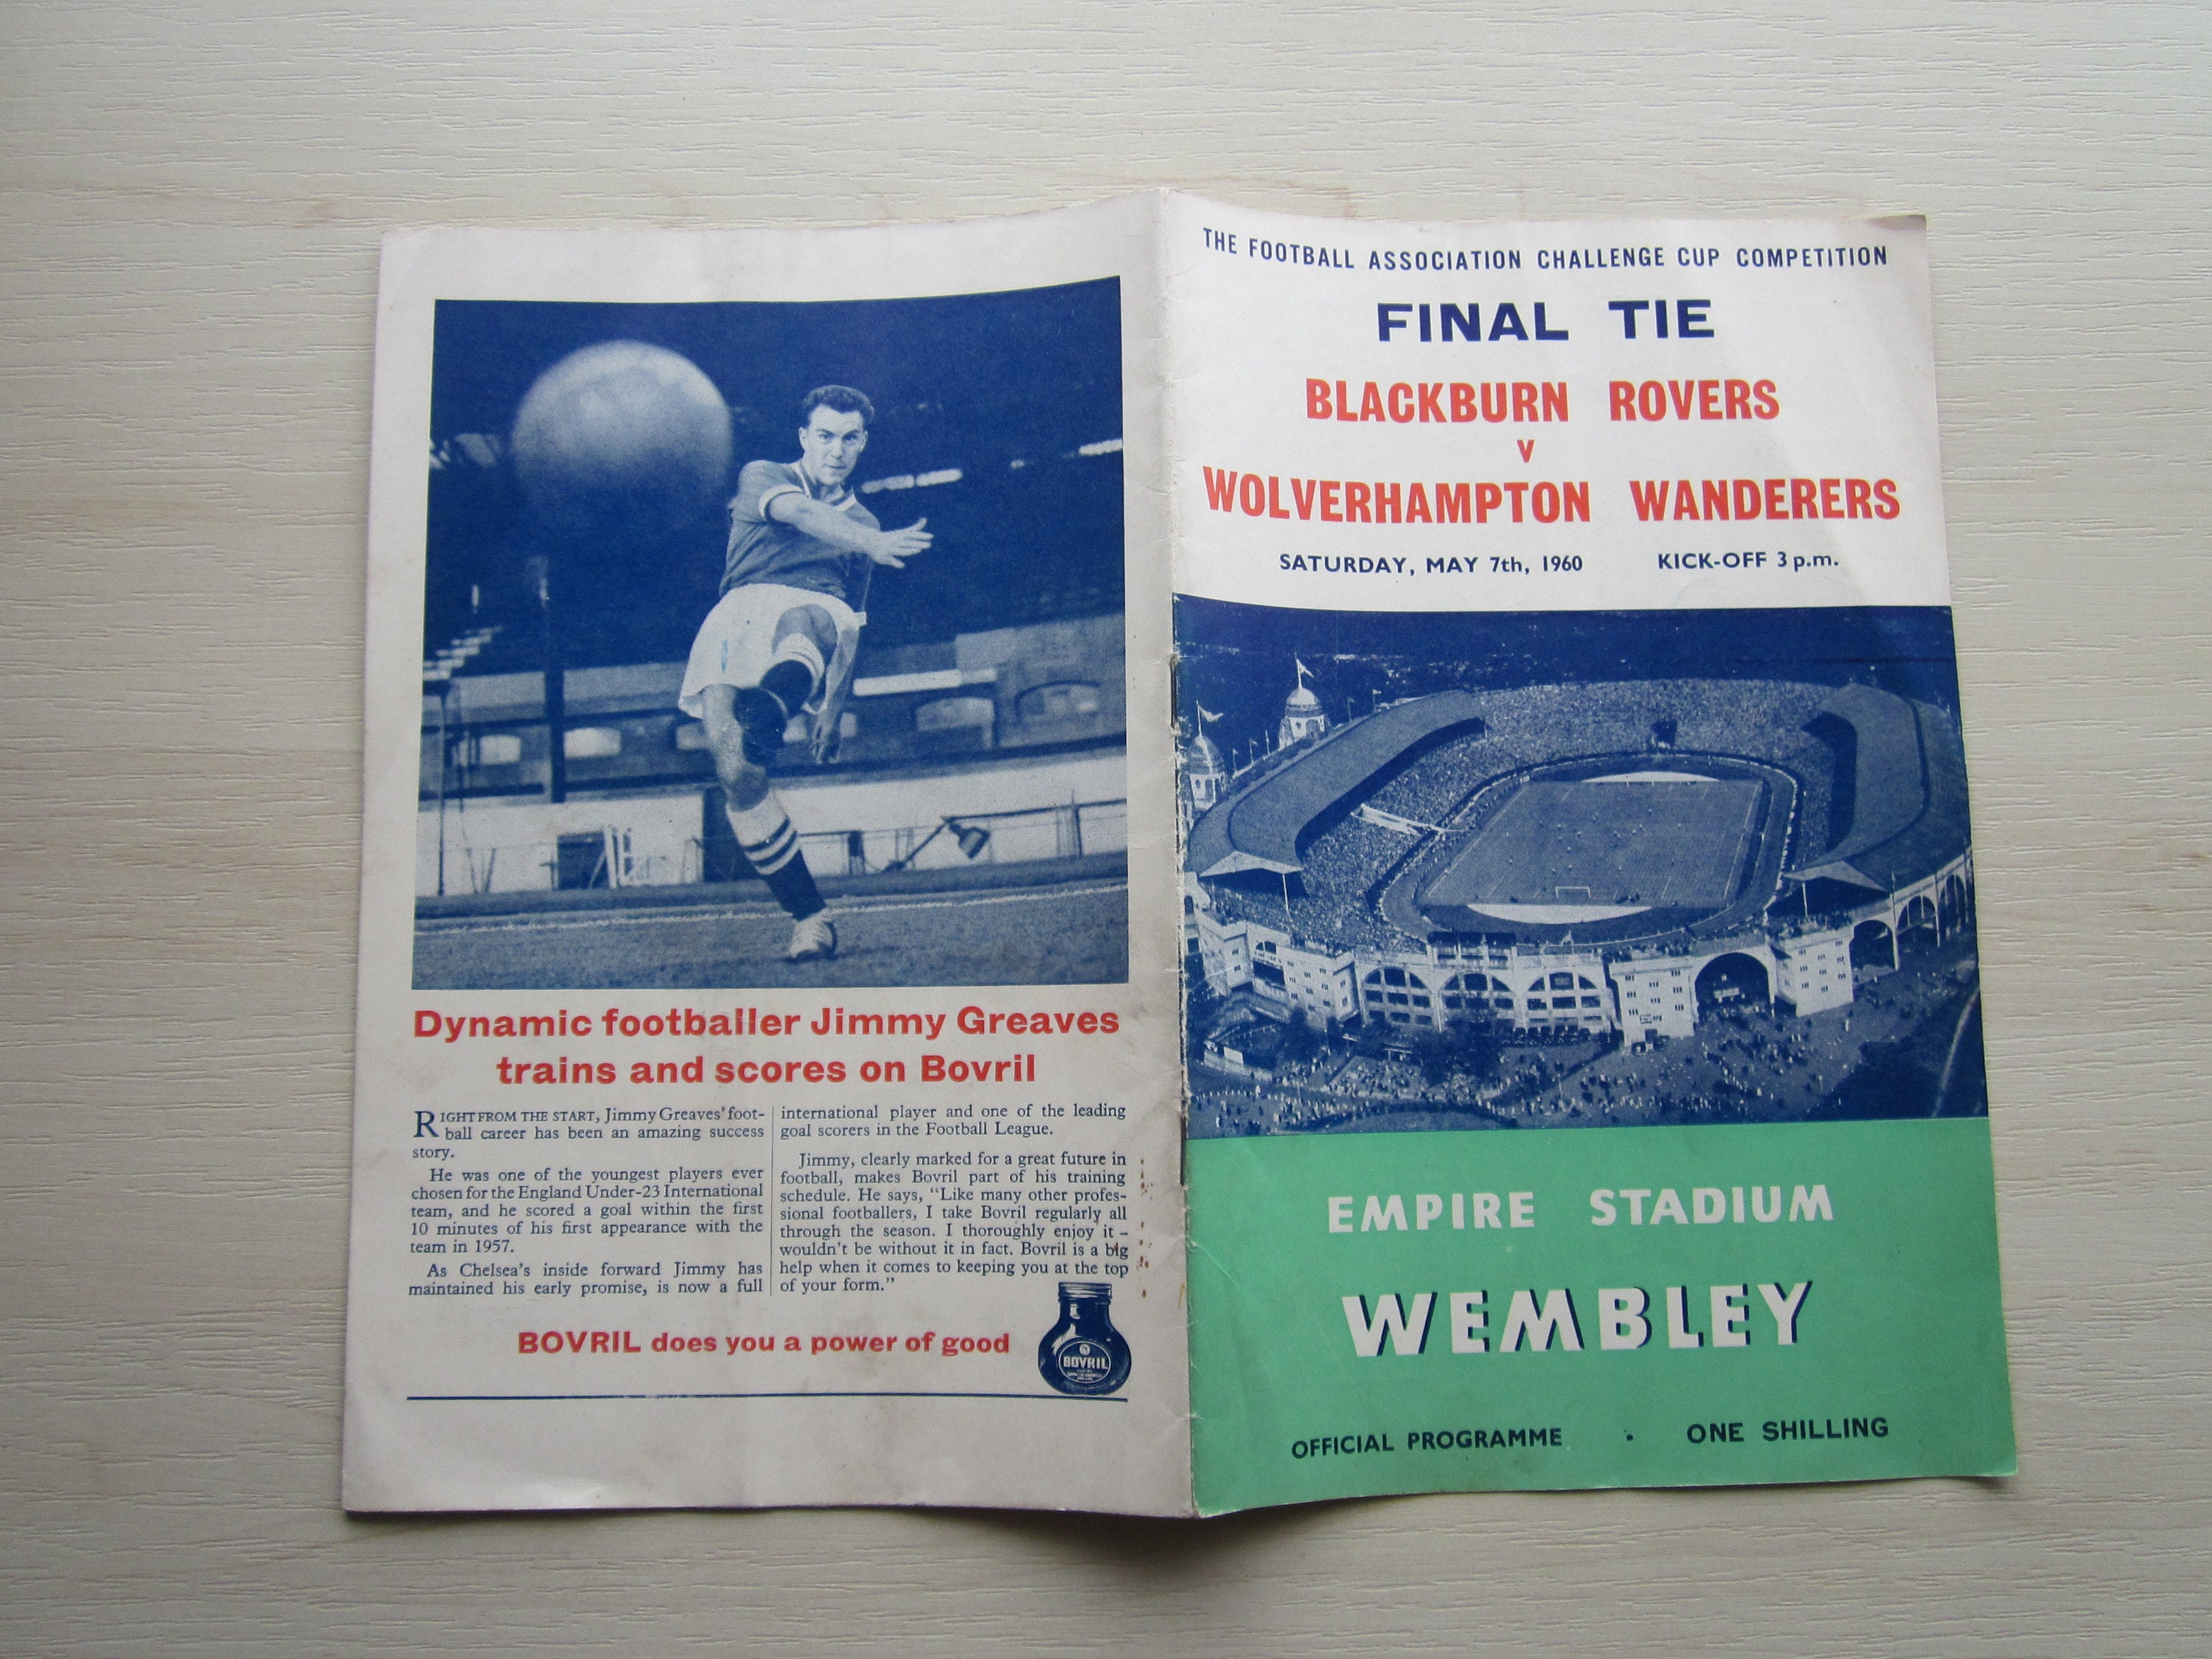 Dynamic footballer Jimmy Greaves
trains and scores on Bovril
RIGHT FROM THE START, Jimmy Greaves' foot-
ball career has been an amazing success
story.
He was one of the youngest players ever
chosen for the England Under-23 International
team, and he scored a goal within the first
10 minutes of his first appearance with the
team in 1957.
As Chelsea's inside forward Jimmy has
maintained his early promise, is now a full
international player and one of the leading
goal scorers in the Football League.
Jimmy, clearly marked for a great future in
football, makes Bovril part of his training
schedule. He says, "Like many other profes-
sional footballers, I take Bovril regularly all
through the season. I thoroughly enjoy it –
wouldn't be without it in fact. Bovril is a big
help when it comes to keeping you at the top
of your form."
BOVRIL does you a power of good
BOVRIL
THE FOOTBALL ASSOCIATION CHALLENGE CUP COMPETITION
FINAL TIE
BLACKBURN ROVERS
v
WOLVERHAMPTON WANDERERS
SATURDAY, MAY 7th, 1960 KICK-OFF 3 p.m.
EMPIRE STADIUM
WEMBLEY
OFFICIAL PROGRAMME . ONE SHILLING